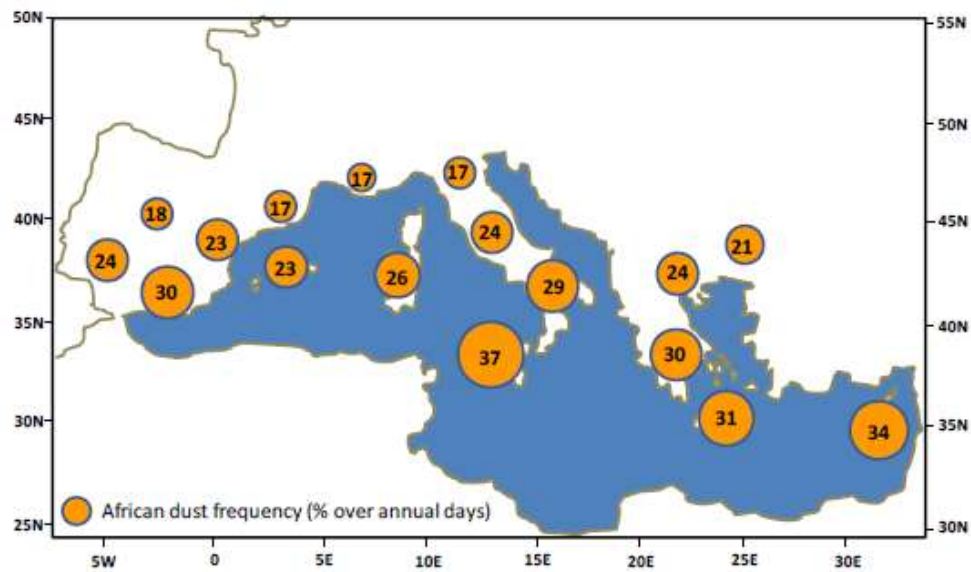 50N
55N
45N
50N
17
17
18
17
40N
45N
23
24
21
24
23
26
24
30
29
35N
40N
37
30
31
34
30N
35N
African dust frequency (% over annual days)
25N
30N
5W
0
5E
10E
15E
20E
25E
30E